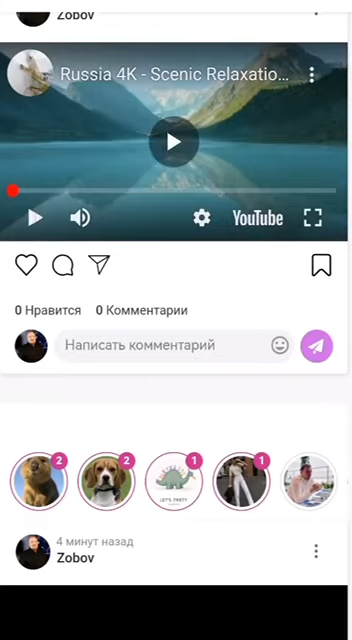 Zobov
Russia 4K - Scenic Relaxatio...
YouTube
0 Нравится 0 Комментарии
Написать комментарий
2 2 1 1
LET'S PARTY
4 минут назад
Zobov